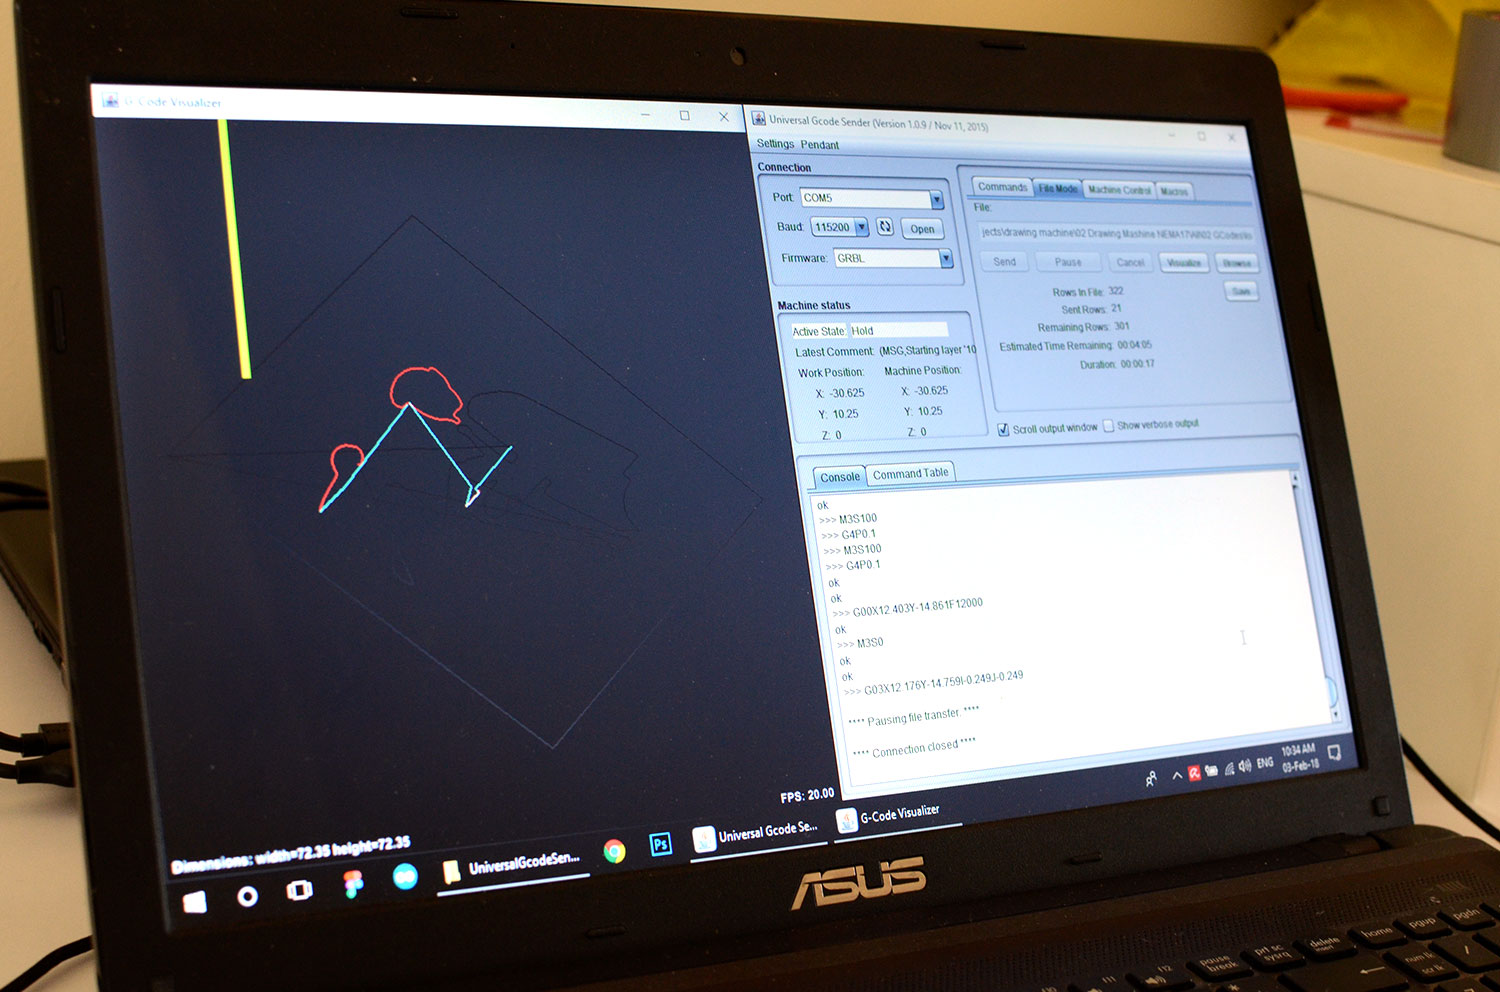 G-Code Visualizer
Universal Gcode Sender (Version 1.0.9 / Nov 11, 2015)
Settings Pendant
Connection
Port: COM5
Baud: 115200 Open
Firmware: GRBL
Machine status
Active State: Hold
Latest Comment: (MSG,Starting layer '10
Work Position: Machine Position:
X: -30.625 X: -30.625
Y: 10.25 Y: 10.25
Z: 0 Z: 0
Commands File Mode Machine Control Macros
File:
jects\drawing machine\02 Drawing Mashine NEMA17\
Send Pause Cancel Visualize Browse
Save
Rows In File: 322
Sent Rows: 21
Remaining Rows: 301
Estimated Time Remaining: 00:04:05
Duration: 00:00:17
Scroll output window Show verbose output
Console Command Table
ok
>>> M3S100
>>> G4P0.1
>>> M3S100
>>> G4P0.1
ok
ok
>>> G00X12.403Y-14.861F12000
ok
>>> M3S0
ok
ok
>>> G03X12.176Y-14.759I-0.249J-0.249
**** Pausing file transfer. ****
**** Connection closed ****
FPS: 20.00
Dimensions: width=72.35 height=72.35
UniversalGcodeSen...
Ps
Universal Gcode Se...
G-Code Visualizer
ENG
10:34 AM
03-Feb-18
ASUS
pause
break
prt sc
sysrq
delete
insert
home
pgup
pgdn
num lk
scr lk
f11
f12
/